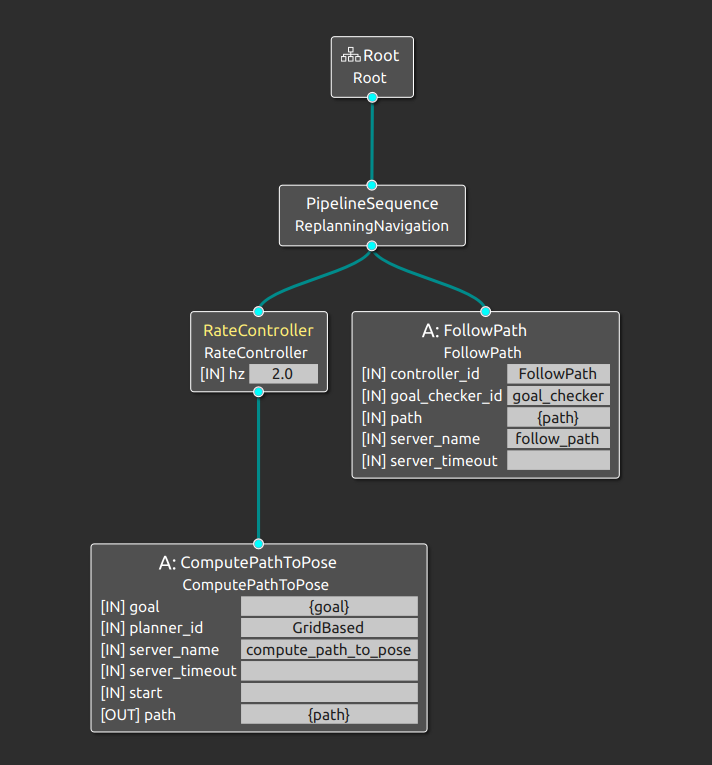 Root
Root
PipelineSequence
ReplanningNavigation
RateController
RateController
[IN] hz 2.0
A: FollowPath
FollowPath
[IN] controller_id FollowPath
[IN] goal_checker_id goal_checker
[IN] path {path}
[IN] server_name follow_path
[IN] server_timeout
A: ComputePathToPose
ComputePathToPose
[IN] goal {goal}
[IN] planner_id GridBased
[IN] server_name compute_path_to_pose
[IN] server_timeout
[IN] start
[OUT] path {path}